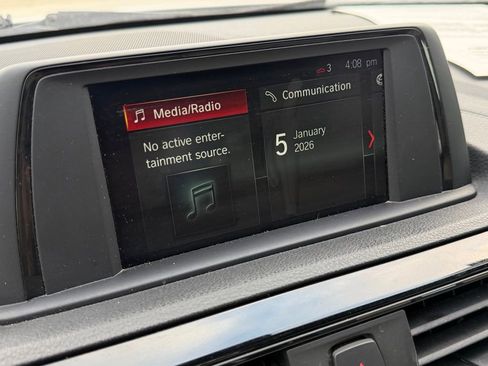 3 4:08 pm
Media/Radio
No active enter-
tainment source.
Communication
5 January
2026